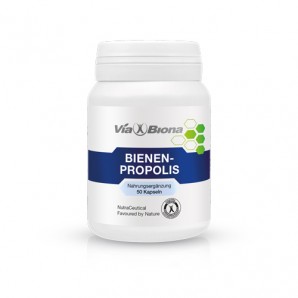 Via Biona
BIENEN-
PROPOLIS
Nahrungsergänzung
60 Kapseln
NutraCeutical
Favoured by Nature